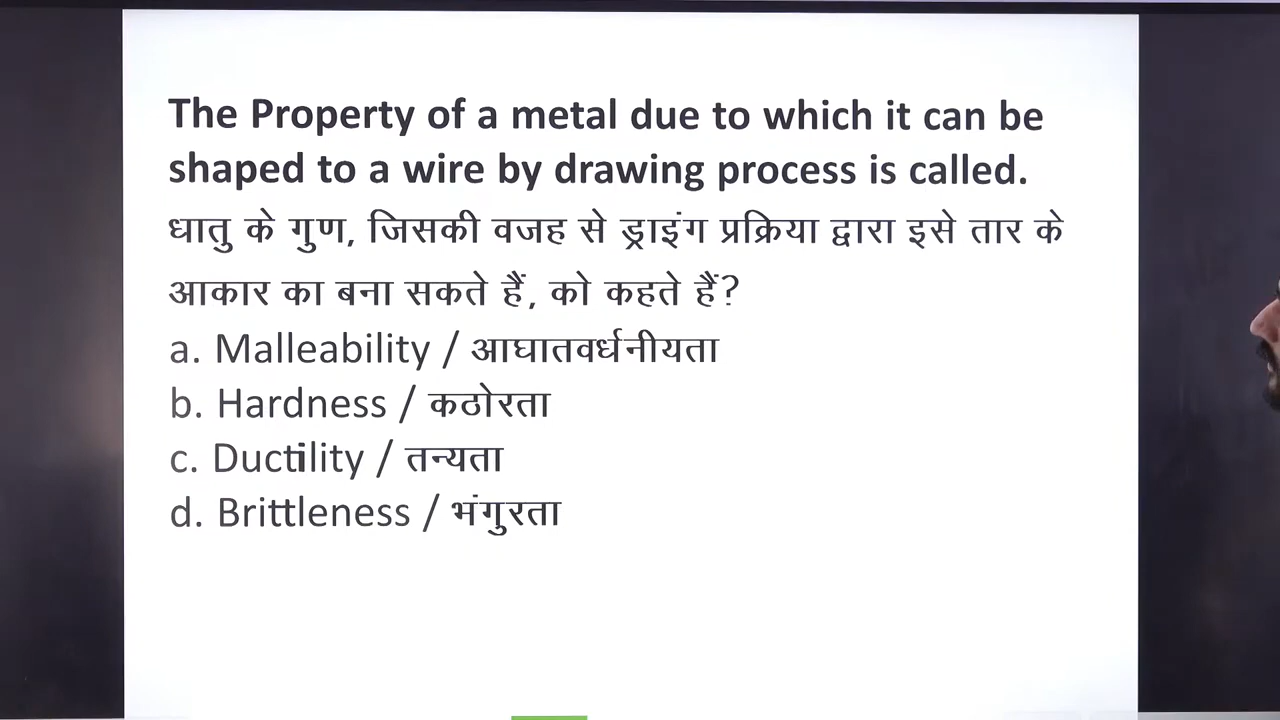 The Property of a metal due to which it can be
shaped to a wire by drawing process is called.
धातु के गुण, जिसकी वजह से ड्राइंग प्रक्रिया द्वारा इसे तार के
आकार का बना सकते हैं, को कहते हैं?
a. Malleability / आघातवर्धनीयता
b. Hardness / कठोरता
c. Ductility / तन्यता
d. Brittleness / भंगुरता